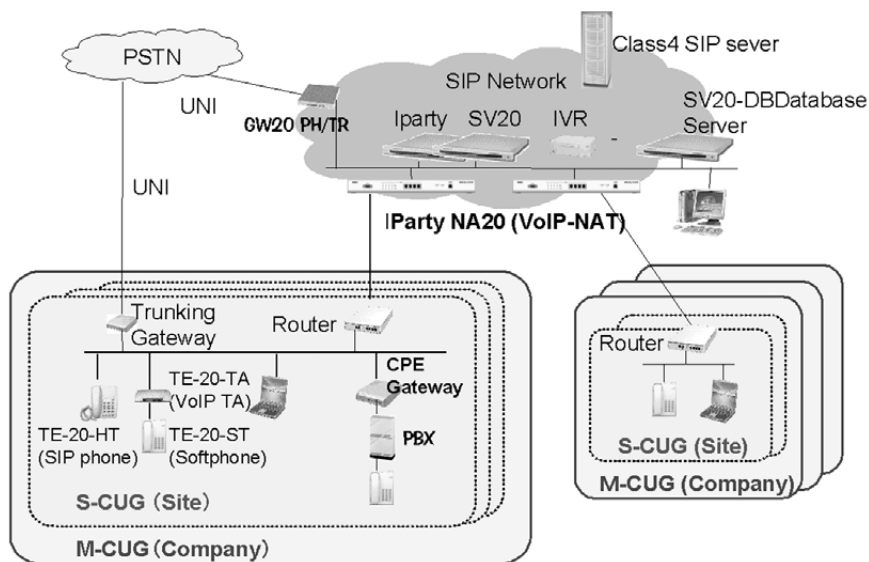 Class4 SIP sever
PSTN
SIP Network
UNI
SV20-DBDatabase
Server
GW20 PH/TR
Iparty
SV20
IVR
-
UNI
IParty NA20 (VoIP-NAT)
Trunking
Gateway
Router
Router
CPE
Gateway
TE-20-TA
(VoIP TA)
TE-20-HT
(SIP phone)
TE-20-ST
(Softphone)
PBX
S-CUG (Site)
M-CUG (Company)
S-CUG (Site)
M-CUG (Company)